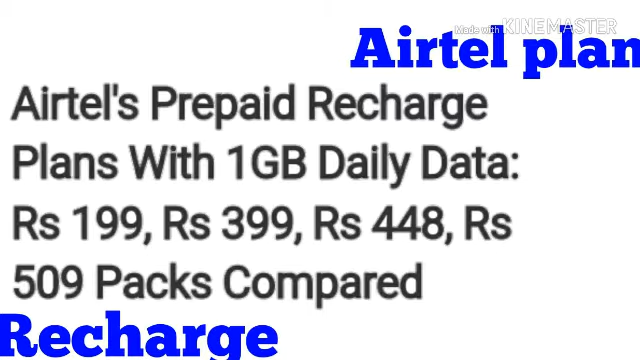 Made with KINEMASTER
Airtel plan
Airtel's Prepaid Recharge
Plans With 1GB Daily Data:
Rs 199, Rs 399, Rs 448, Rs
509 Packs Compared
Recharge